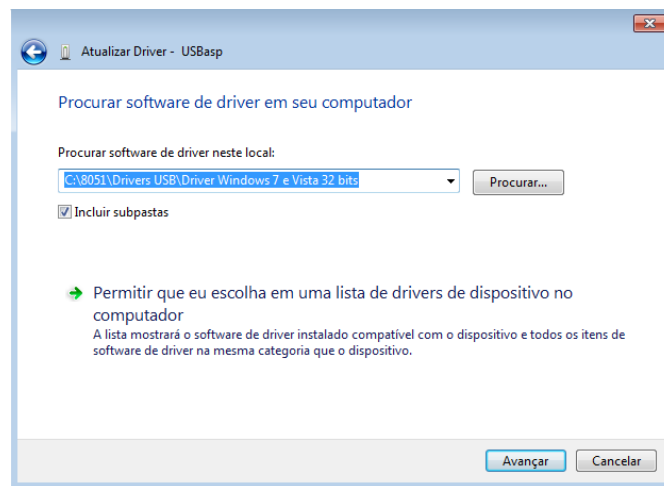 Atualizar Driver - USBasp
Procurar software de driver em seu computador
Procurar software de driver neste local:
C:\8051\Drivers USB\Driver Windows 7 e Vista 32 bits
Procurar...
Incluir subpastas
Permitir que eu escolha em uma lista de drivers de dispositivo no
computador
A lista mostrará o software de driver instalado compatível com o dispositivo e todos os itens de
software de driver na mesma categoria que o dispositivo.
Avançar
Cancelar